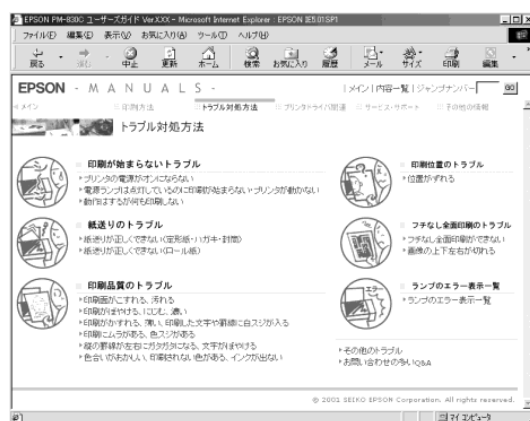 EPSON PM-830C ユーザーズガイド Ver.XXX - Microsoft Internet Explorer : EPSON IE5.01SP1
ファイル(F) 編集(E) 表示(V) お気に入り(A) ツール(T) ヘルプ(H)
戻る 進む 中止 更新 ホーム 検索 お気に入り 履歴 メール サイズ 印刷 編集
EPSON - MANUALS - | メイン | 内容一覧 | ジャンプナンバー GO
メイン 印刷方法 トラブル対処方法 プリンタドライバ関連 サービス・サポート その他の情報
トラブル対処方法
印刷が始まらないトラブル
プリンタの電源がオンにならない
電源ランプは点灯しているのに印刷が始まらない・プリンタが動かない
動作はするが何も印刷しない
紙送りのトラブル
紙送りが正しくできない(定形紙・ハガキ・封筒)
紙送りが正しくできない(ロール紙)
印刷品質のトラブル
印刷面がこすれる、汚れる
印刷がぼやける、にじむ、濃い
印刷がかすれる、薄い、印刷した文字や罫線に白スジが入る
印刷にムラがある、色スジがある
縦の罫線が左右にガタガタになる、文字がぼやける
色合いがおかしい、印刷されない色がある、インクが出ない
印刷位置のトラブル
位置がずれる
フチなし全面印刷のトラブル
フチなし全面印刷ができない
画像の上下左右が切れる
エラー
ランプのエラー表示一覧
ランプのエラー表示一覧
その他のトラブル
お問い合わせの多いQ&A
© 2002 SEIKO EPSON Corporation. All rights reserved.
マイ コンピュータ